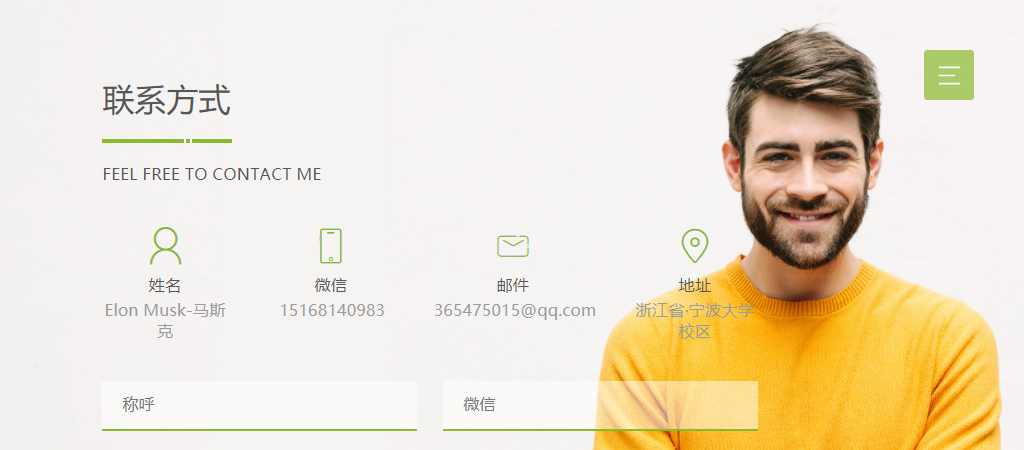 联系方式
FEEL FREE TO CONTACT ME
姓名
Elon Musk-马斯
克
微信
15168140983
邮件
365475015@qq.com
地址
浙江省·宁波大学
校区
称呼
微信